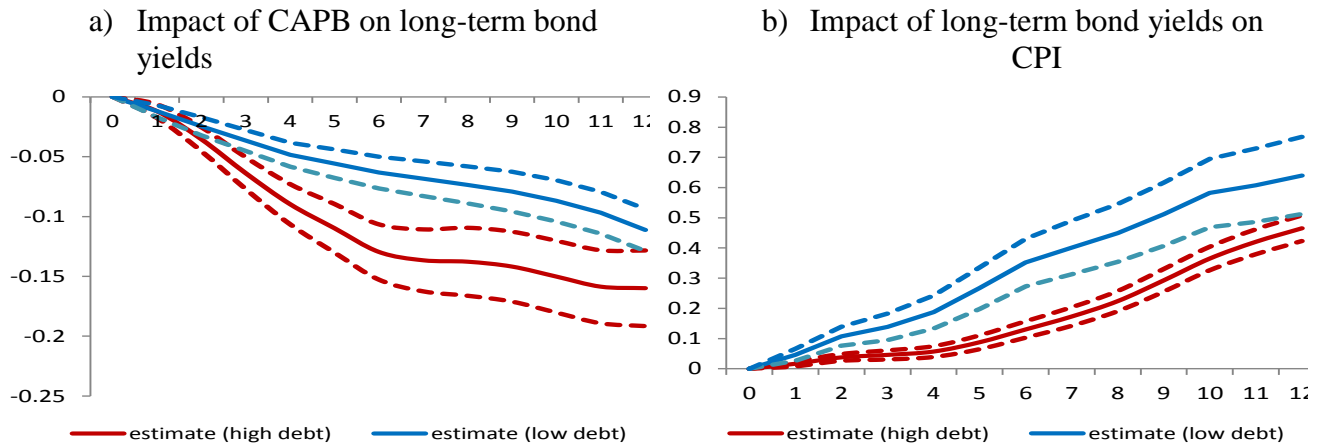 a) Impact of CAPB on long-term bond
yields
0
-0.05
-0.1
-0.15
-0.2
-0.25
0 1 2 3 4 5 6 7 8 9 10 11 12
estimate (high debt) estimate (low debt)
b) Impact of long-term bond yields on
CPI
0.9
0.8
0.7
0.6
0.5
0.4
0.3
0.2
0.1
0
0 1 2 3 4 5 6 7 8 9 10 11 12
estimate (high debt) estimate (low debt)